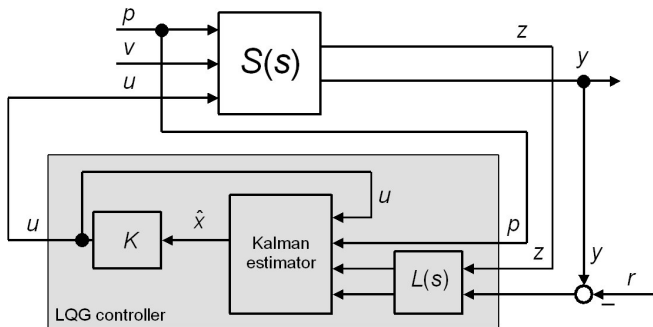 p
v
u
S(s)
z
y
u
K
x̂
Kalman
estimator
u
p
z
L(s)
y
r
–
LQG controller